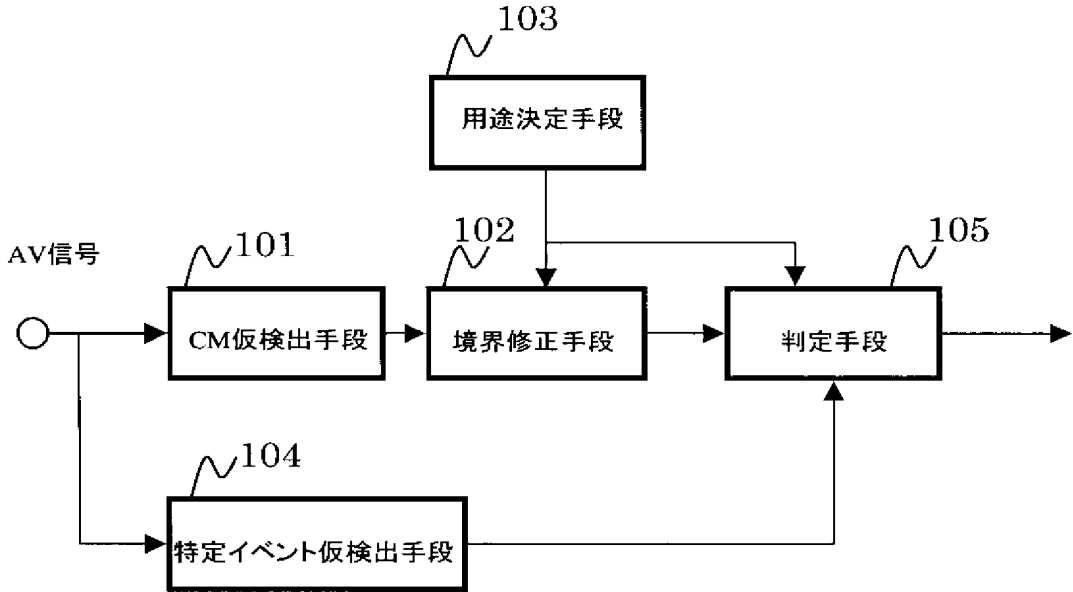 103
用途決定手段
AV信号
101
102
105
CM仮検出手段
境界修正手段
判定手段
104
特定イベント仮検出手段